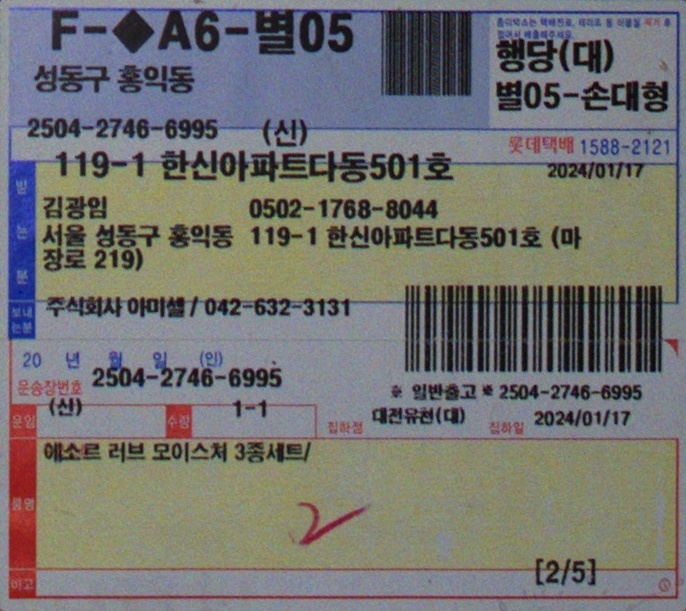 F-◆A6-별05
성동구 홍익동
종이박스는 택배전표, 테이프 등 이물질 제거 후
접어서 배출해주세요.
행당(대)
별05-손대형
2504-2746-6995 (신)
롯데택배 1588-2121
119-1 한신아파트다동501호
2024/01/17
받는분
김광임 0502-1768-8044
서울 성동구 홍익동 119-1 한신아파트다동501호 (마
장로 219)
보내는분
주식회사 아미셀 / 042-632-3131
20 년 월 일 (인)
운송장번호 2504-2746-6995
※ 일반출고 ※ 2504-2746-6995
운임 (신) 수량 1-1
집하점 대전유천(대) 집하일 2024/01/17
품명
에소르 러브 모이스처 3종세트/
2
[2/5]
비고